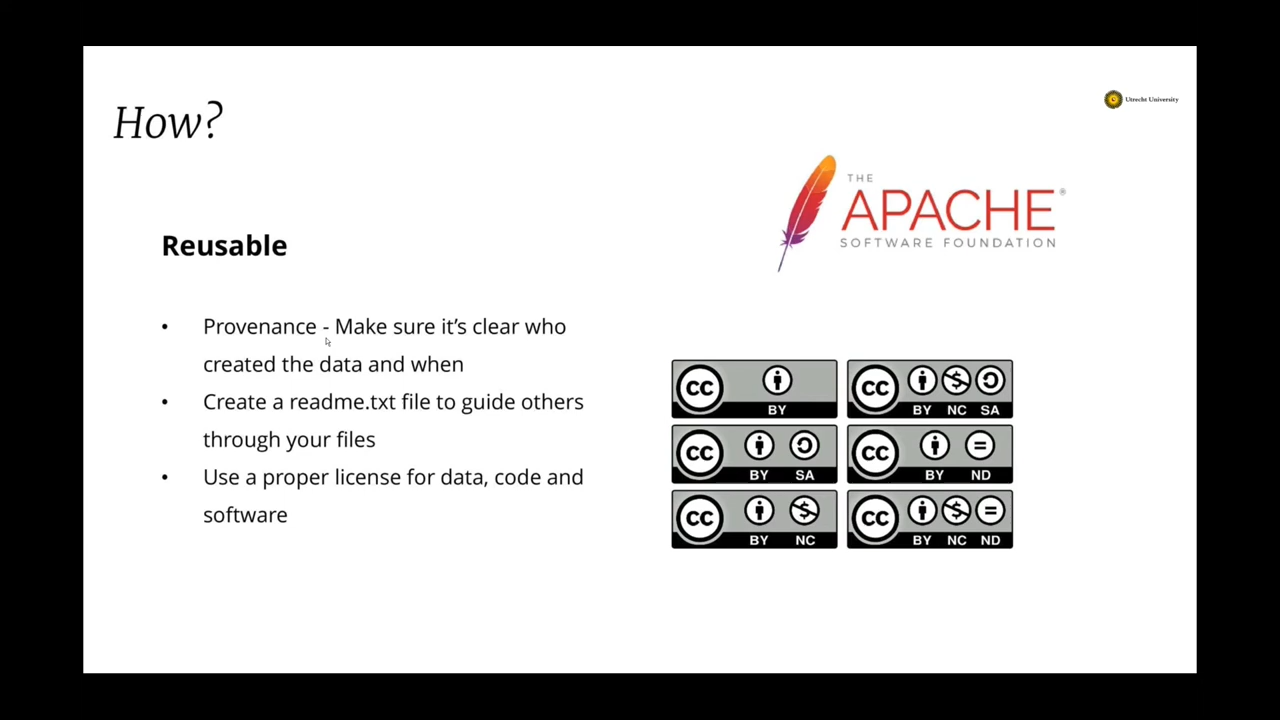 How?
Utrecht University
THE
APACHE®
SOFTWARE FOUNDATION
Reusable
• Provenance - Make sure it’s clear who
created the data and when
• Create a readme.txt file to guide others
through your files
• Use a proper license for data, code and
software
CC BY
CC BY NC SA
CC BY SA
CC BY ND
CC BY NC
CC BY NC ND